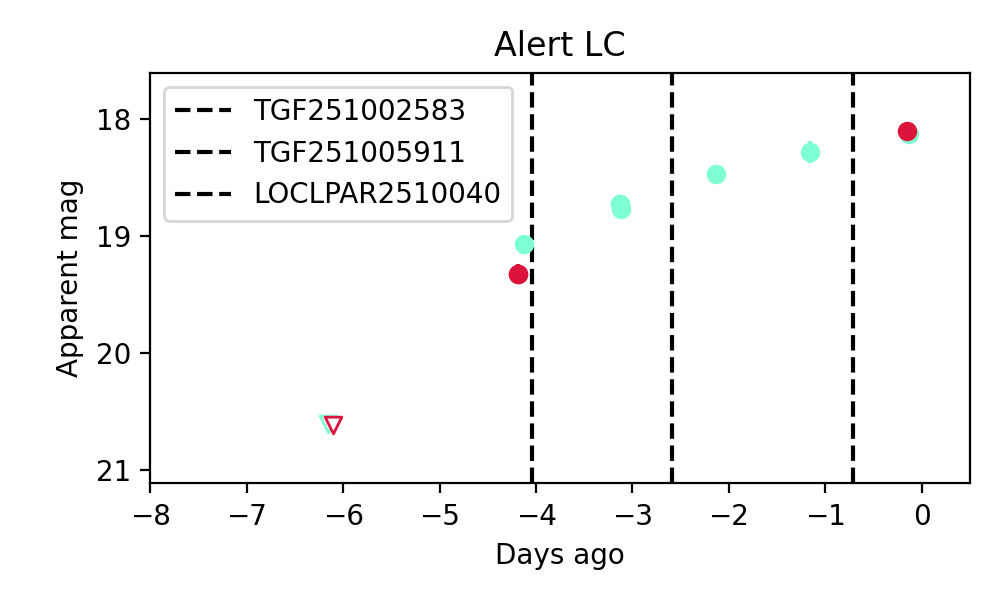 Alert LC
TGF251002583
TGF251005911
LOCLPAR2510040
Apparent mag
18
19
20
21
−8 −7 −6 −5 −4 −3 −2 −1 0
Days ago